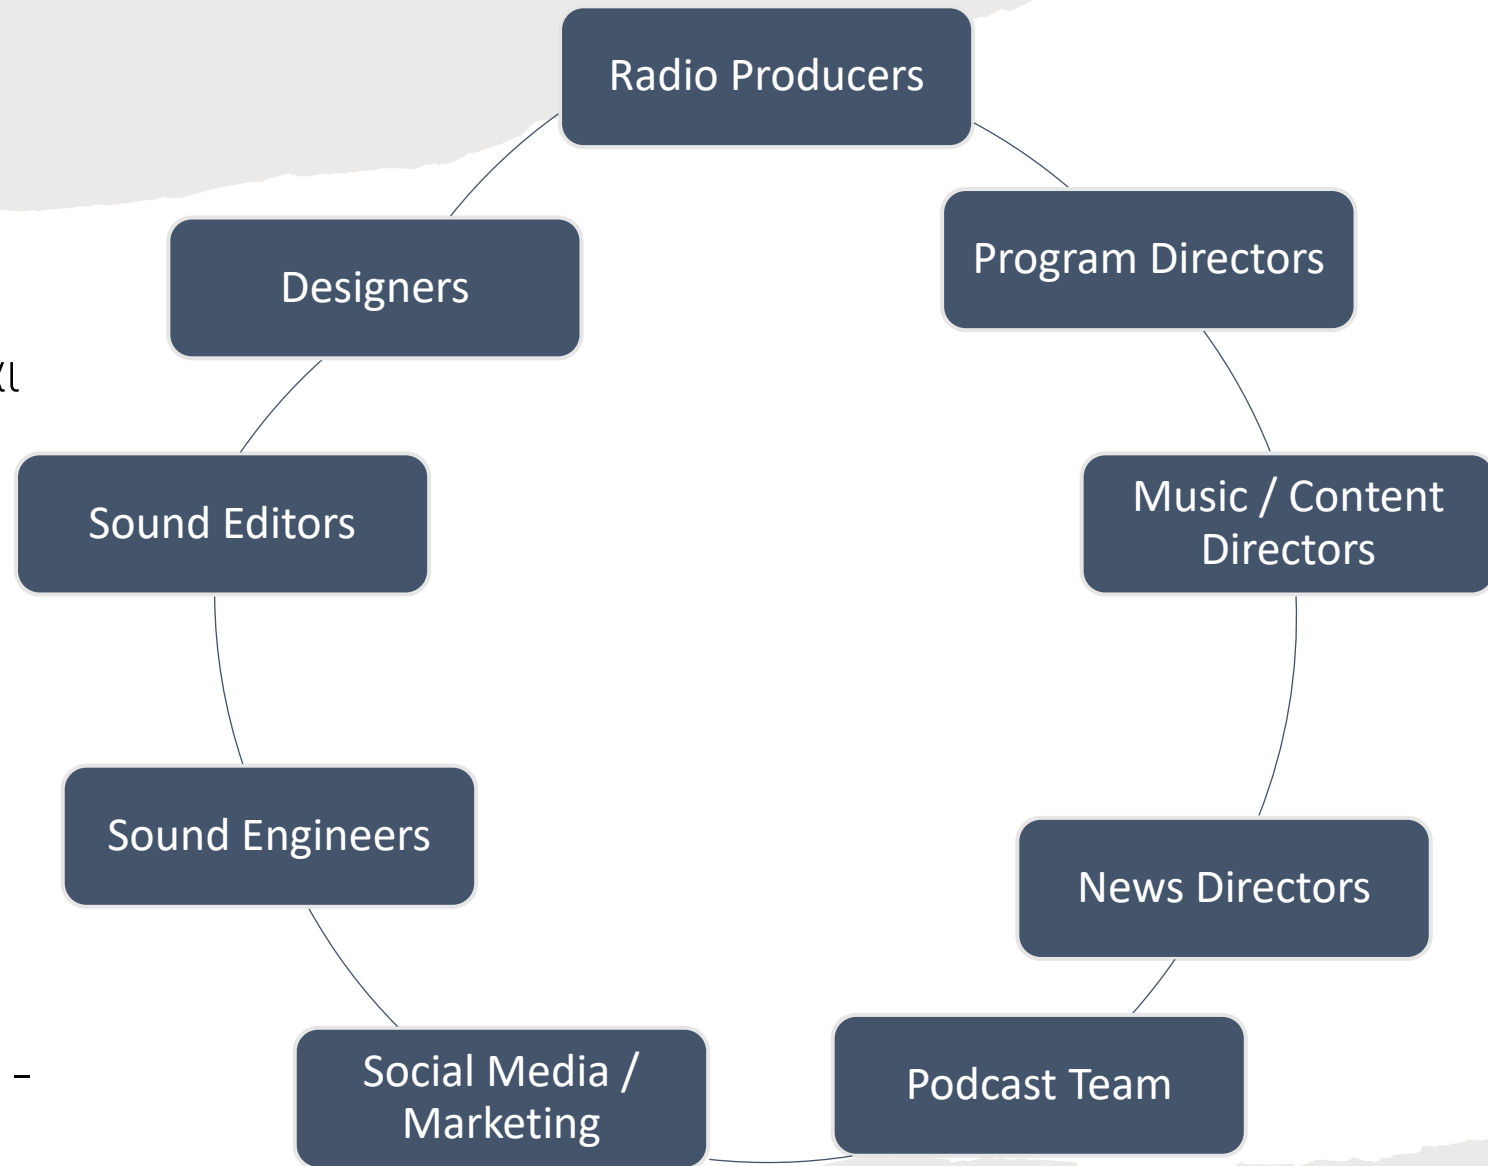 Radio Producers
Program Directors
Designers
Music / Content
Directors
Sound Editors
Sound Engineers
News Directors
Social Media /
Marketing
Podcast Team
–